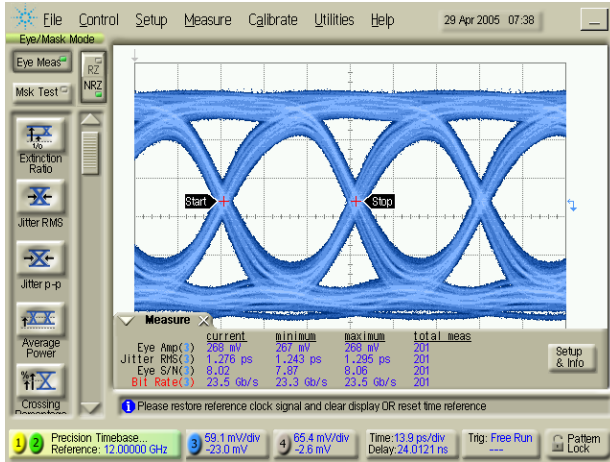 File Control Setup Measure Calibrate Utilities Help 29 Apr 2005 07:38
Eye/Mask Mode
Eye Meas
RZ
Msk Test
NRZ
Extinction
Ratio
Jitter RMS
Jitter p-p
Average
Power
Crossing
Start
Stop
Measure
current minimum maximum total meas
Eye Amp(3) 268 mV 267 mV 268 mV 201
Jitter RMS(3) 1.276 ps 1.243 ps 1.295 ps 201
Eye S/N(3) 8.02 7.87 8.06 201
Bit Rate(3) 23.5 Gb/s 23.3 Gb/s 23.5 Gb/s 201
Setup
& Info
Please restore reference clock signal and clear display OR reset time reference
1 2 Precision Timebase...
Reference: 12.00000 GHz
3 59.1 mV/div
-23.0 mV
4 65.4 mV/div
-2.6 mV
Time:13.9 ps/div
Delay:24.0121 ns
Trig: Free Run
---
Pattern
Lock